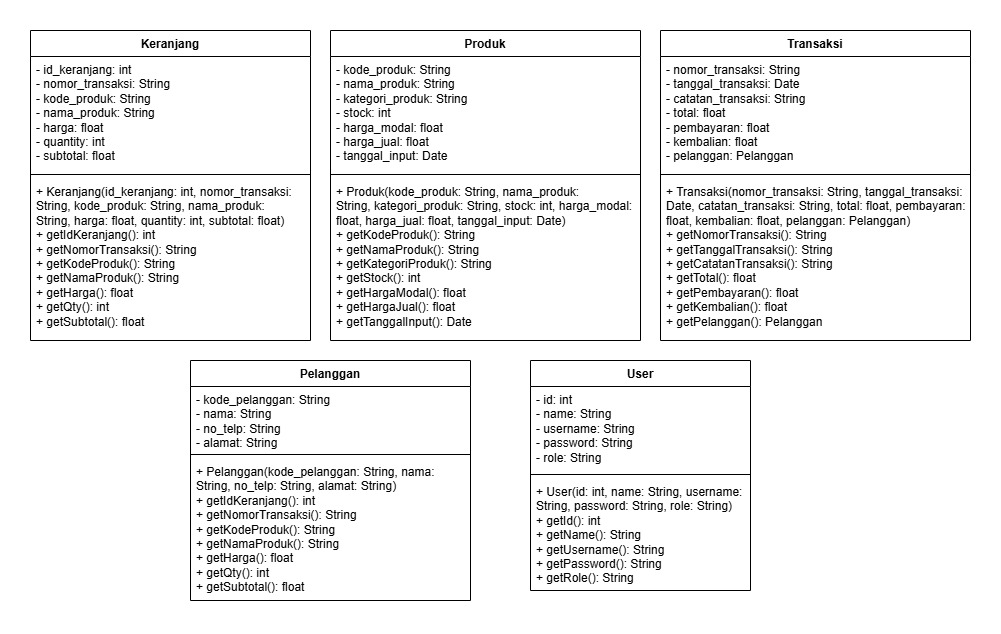 Keranjang
- id_keranjang: int
- nomor_transaksi: String
- kode_produk: String
- nama_produk: String
- harga: float
- quantity: int
- subtotal: float
+ Keranjang(id_keranjang: int, nomor_transaksi:
String, kode_produk: String, nama_produk:
String, harga: float, quantity: int, subtotal: float)
+ getIdKeranjang(): int
+ getNomorTransaksi(): String
+ getKodeProduk(): String
+ getNamaProduk(): String
+ getHarga(): float
+ getQty(): int
+ getSubtotal(): float
Produk
- kode_produk: String
- nama_produk: String
- kategori_produk: String
- stock: int
- harga_modal: float
- harga_jual: float
- tanggal_input: Date
+ Produk(kode_produk: String, nama_produk:
String, kategori_produk: String, stock: int, harga_modal:
float, harga_jual: float, tanggal_input: Date)
+ getKodeProduk(): String
+ getNamaProduk(): String
+ getKategoriProduk(): String
+ getStock(): int
+ getHargaModal(): float
+ getHargaJual(): float
+ getTanggalInput(): Date
Transaksi
- nomor_transaksi: String
- tanggal_transaksi: Date
- catatan_transaksi: String
- total: float
- pembayaran: float
- kembalian: float
- pelanggan: Pelanggan
+ Transaksi(nomor_transaksi: String, tanggal_transaksi:
Date, catatan_transaksi: String, total: float, pembayaran:
float, kembalian: float, pelanggan: Pelanggan)
+ getNomorTransaksi(): String
+ getTanggalTransaksi(): String
+ getCatatanTransaksi(): String
+ getTotal(): float
+ getPembayaran(): float
+ getKembalian(): float
+ getPelanggan(): Pelanggan
Pelanggan
- kode_pelanggan: String
- nama: String
- no_telp: String
- alamat: String
+ Pelanggan(kode_pelanggan: String, nama:
String, no_telp: String, alamat: String)
+ getIdKeranjang(): int
+ getNomorTransaksi(): String
+ getKodeProduk(): String
+ getNamaProduk(): String
+ getHarga(): float
+ getQty(): int
+ getSubtotal(): float
User
- id: int
- name: String
- username: String
- password: String
- role: String
+ User(id: int, name: String, username:
String, password: String, role: String)
+ getId(): int
+ getName(): String
+ getUsername(): String
+ getPassword(): String
+ getRole(): String